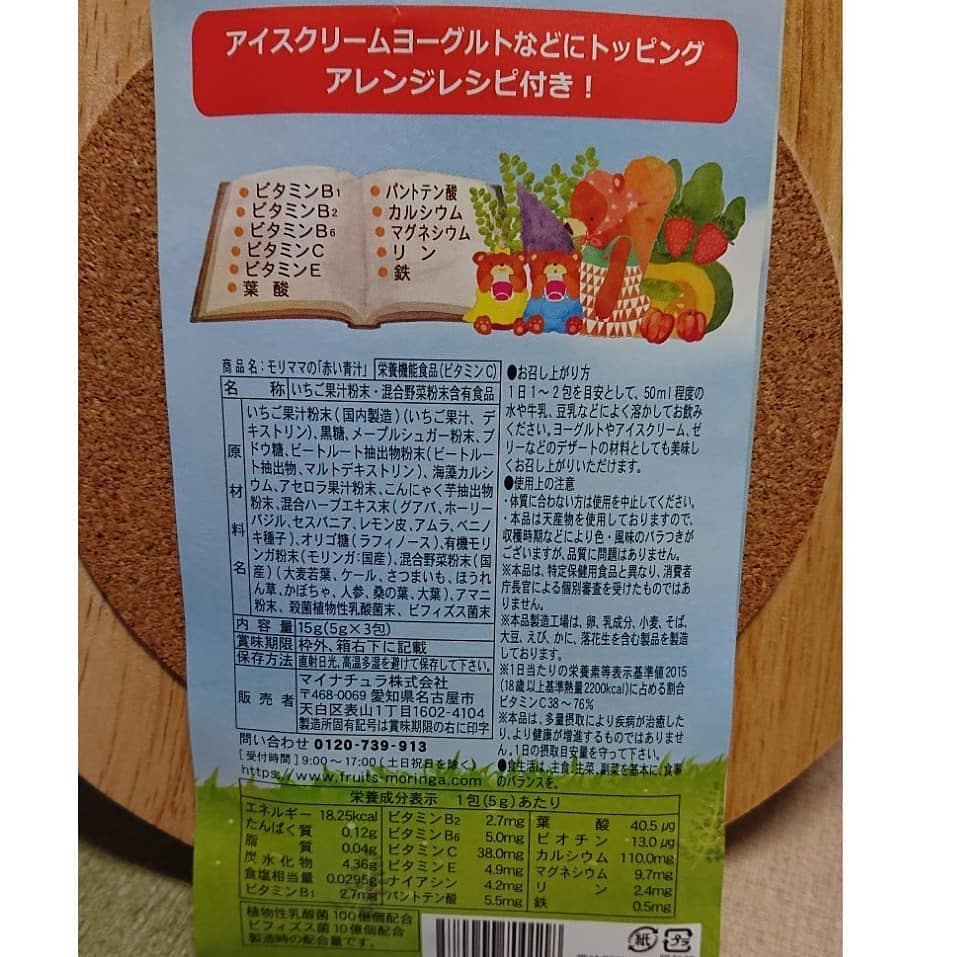 アイスクリームヨーグルトなどにトッピング
アレンジレシピ付き！
●ビタミンB1
●ビタミンB2
●ビタミンB6
●ビタミンC
●ビタミンE
●葉 酸
●パントテン酸
●カルシウム
●マグネシウム
●リ ン
●鉄
商品名:モリママの「赤い青汁」 栄養機能食品(ビタミンC)
名 称 いちご果汁粉末・混合野菜粉末含有食品
原材料名
いちご果汁粉末(国内製造)(いちご果汁、デ
キストリン)、黒糖、メープルシュガー粉末、ブ
ドウ糖、ビートルート抽出物粉末(ビートルー
ト抽出物、マルトデキストリン)、海藻カルシ
ウム、アセロラ果汁粉末、こんにゃく芋抽出物
粉末、混合ハーブエキス末(グアバ、ホーリー
バジル、セスバニア、レモン皮、アムラ、ベニノ
キ種子)、オリゴ糖(ラフィノース)、有機モリ
ンガ粉末(モリンガ:国産)、混合野菜粉末(国
産)(大麦若葉、ケール、さつまいも、ほうれ
ん草、かぼちゃ、人参、桑の葉、大葉)、アマニ
粉末、殺菌植物性乳酸菌末、ビフィズス菌末
内 容 量 15g(5g×3包)
賞味期限 枠外、箱右下に記載
保存方法 直射日光、高温多湿を避けて保存して下さい。
販 売 者
マイナチュラ株式会社
〒468-0069 愛知県名古屋市
天白区表山1丁目1602-4104
製造所固有記号は賞味期限の右に印字
問い合わせ 0120-739-913
[受付時間]9:00～17:00(土日祝日を除く)
https://www.fruits-moringa.com
●お召し上がり方
1日1～2包を目安として、50ml程度の
水や牛乳、豆乳などによく溶かしてお飲み
ください。ヨーグルトやアイスクリーム、ゼ
リーなどのデザートの材料としても美味し
くお召し上がりいただけます。
●使用上の注意
・体質に合わない方は使用を中止してください。
・本品は天産物を使用しておりますので、
収穫時期などにより色・風味のバラつきが
ございますが、品質に問題はありません。
※本品は、特定保健用食品と異なり、消費者
庁長官による個別審査を受けたものではあ
りません。
※本品製造工場は、卵、乳成分、小麦、そば、
大豆、えび、かに、落花生を含む製品を製造
しております。
※1日当たりの栄養素等表示基準値2015
(18歳以上基準熱量2200kcal)に占める割合
ビタミンC38～76%
※本品は、多量摂取により疾病が治癒した
り、より健康が増進するものではありませ
ん。1日の摂取目安量を守って下さい。
●食生活は、主食、主菜、副菜を基本に、食事
のバランスを。
栄養成分表示 1包(5g)あたり
エネルギー 18.25kcal
たんぱく質 0.12g
脂 質 0.04g
炭水化物 4.36g
食塩相当量 0.0295g
ビタミンB1 2.7mg
ビタミンB2 2.7mg
ビタミンB6 5.0mg
ビタミンC 38.0mg
ビタミンE 4.9mg
ナイアシン 4.2mg
パントテン酸 5.5mg
葉 酸 40.5μg
ビオチン 13.0μg
カルシウム 110.0mg
マグネシウム 9.7mg
リ ン 2.4mg
鉄 0.5mg
植物性乳酸菌100億個配合
ビフィズス菌10億個配合
製造時の配合量です。
紙 プラ